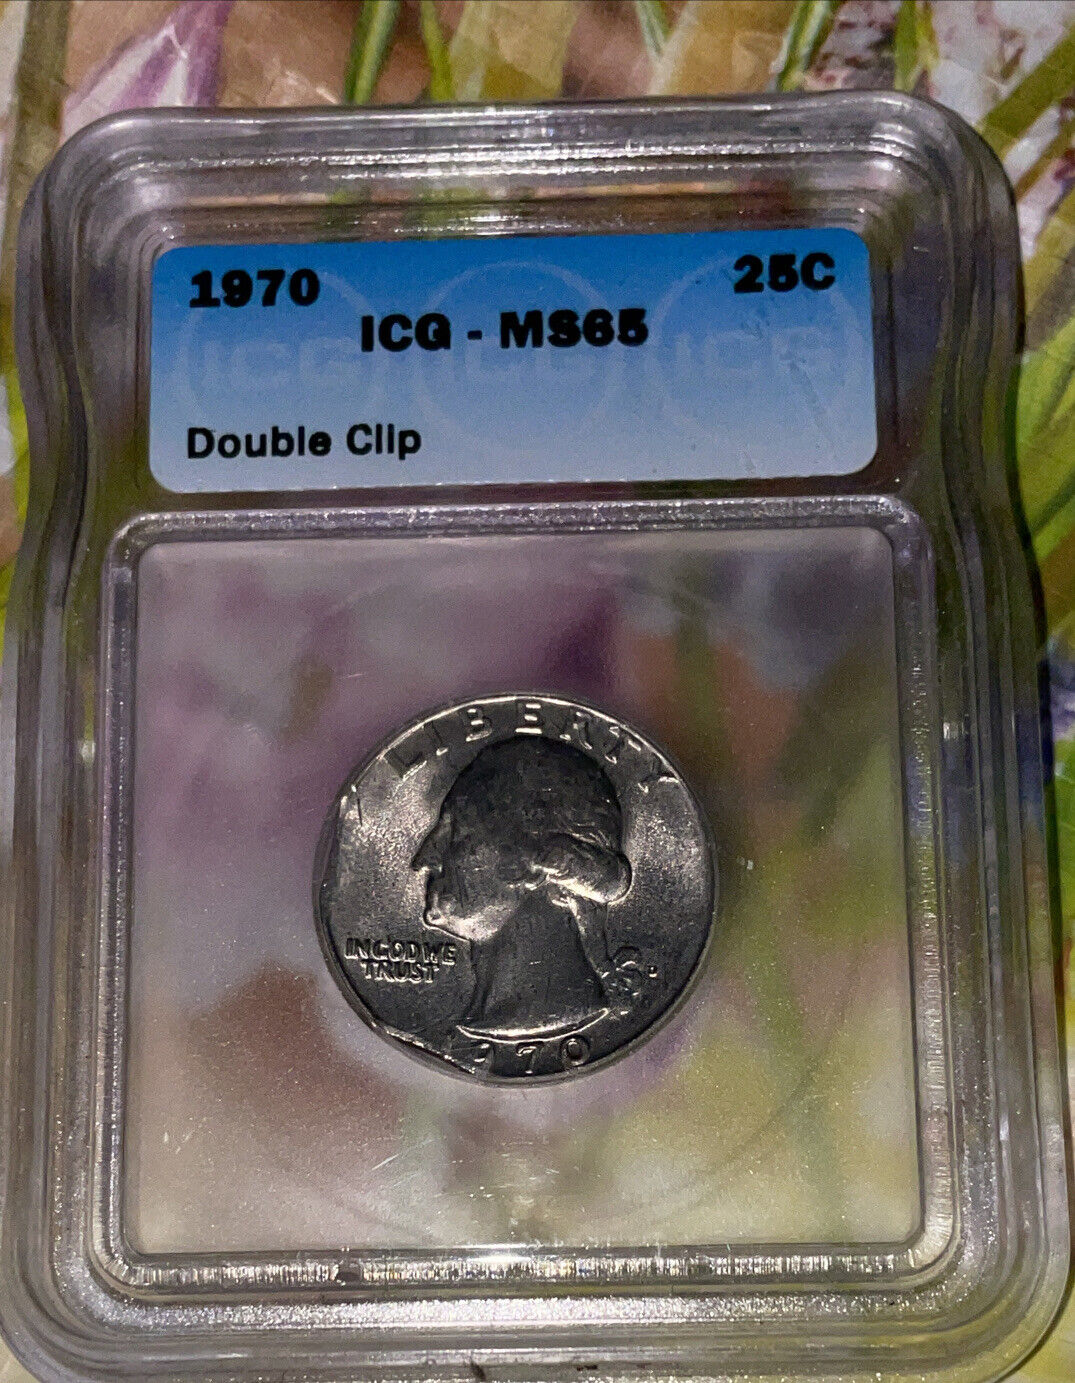 1970 25C
ICG - MS65
Double Clip
LIBERTY
IN GOD WE
TRUST
D
1970